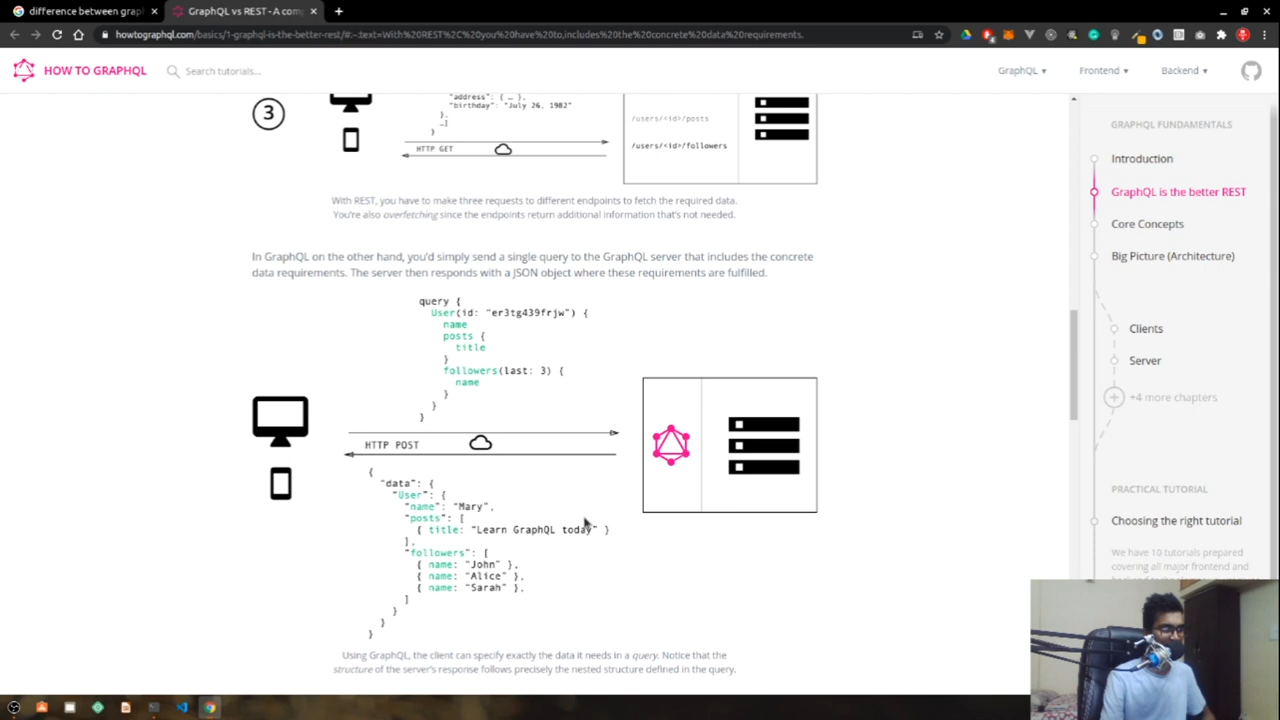 difference between grap
GraphQL vs REST - A com
howtographql.com/basics/1-graphql-is-the-better-rest/#:~:text=With%20REST%2C%20you%20have%20to,includes%20the%20concrete%20data%20requirements.
HOW TO GRAPHQL
Search tutorials...
GraphQL ▾
Frontend ▾
Backend ▾
3
"address": { … },
"birthday": "July 26, 1982"
},
…]
}
HTTP GET
/users/<id>/posts
/users/<id>/followers
With REST, you have to make three requests to different endpoints to fetch the required data.
You're also overfetching since the endpoints return additional information that's not needed.
In GraphQL on the other hand, you'd simply send a single query to the GraphQL server that includes the concrete
data requirements. The server then responds with a JSON object where these requirements are fulfilled.
query {
User(id: "er3tg439frjw") {
name
posts {
title
}
followers(last: 3) {
name
}
}
}
HTTP POST
{
"data": {
"User": {
"name": "Mary",
"posts": [
{ title: "Learn GraphQL today" }
],
"followers": [
{ name: "John" },
{ name: "Alice" },
{ name: "Sarah" },
]
}
}
}
Using GraphQL, the client can specify exactly the data it needs in a query. Notice that the
structure of the server's response follows precisely the nested structure defined in the query.
GRAPHQL FUNDAMENTALS
Introduction
GraphQL is the better REST
Core Concepts
Big Picture (Architecture)
Clients
Server
+4 more chapters
PRACTICAL TUTORIAL
Choosing the right tutorial
We have 10 tutorials prepared
covering all major frontend and